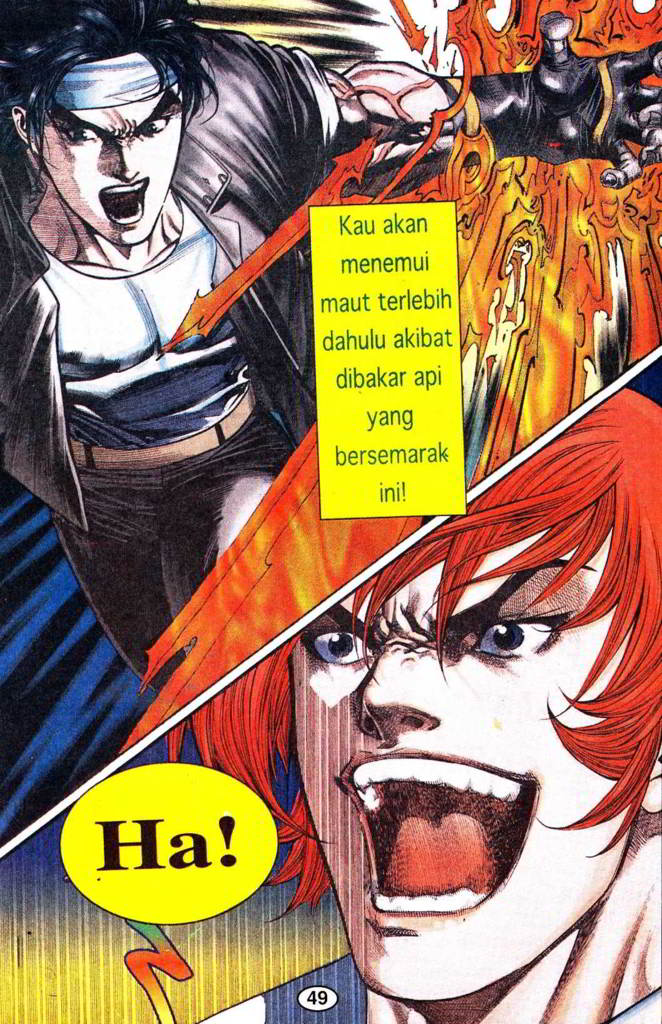 Kau akan
menemui
maut terlebih
dahulu akibat
dibakar api
yang
bersemarak
ini!
Ha!
49